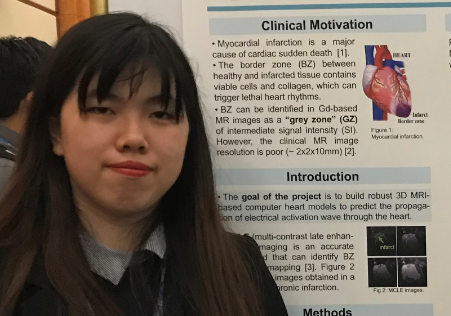 Clinical Motivation
• Myocardial infarction is a major
cause of cardiac sudden death [1].
• The border zone (BZ) between
healthy and infarcted tissue contains
viable cells and collagen, which can
trigger lethal heart rhythms.
• BZ can be identified in Gd-based
MR images as a "grey zone" (GZ)
of intermediate signal intensity (SI).
However, the clinical MR image
resolution is poor (~ 2x2x10mm) [2].
HEART
Infarct
Border zone
Figure 1:
Myocardial infarction.
Introduction
• The goal of the project is to build robust 3D MRI-
based computer heart models to predict the propaga-
tion of electrical activation wave through the heart.
(multi-contrast late enhan-
imaging is an accurate
that can identify BZ
mapping [3]. Figure 2
images obtained in a
chronic infarction.
infarct
Fig 2: MCLE images.
Methods